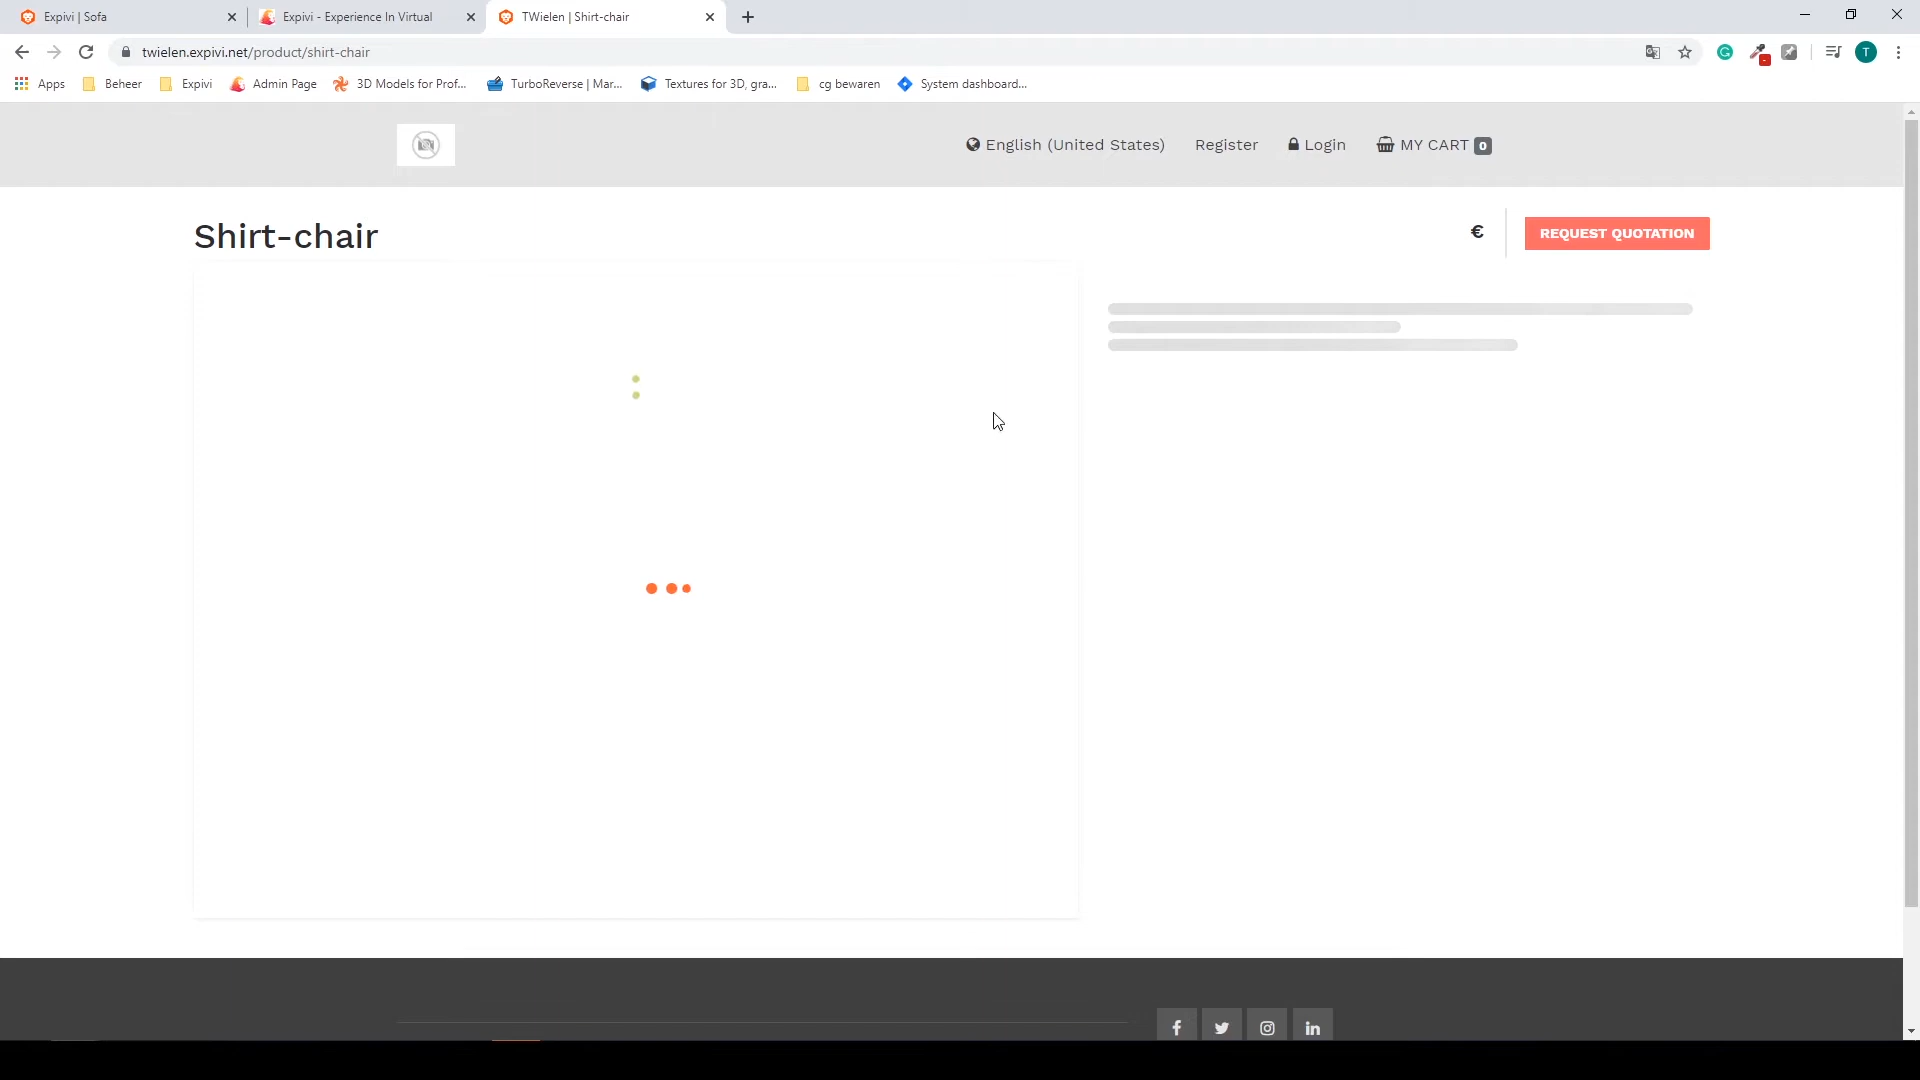 Expivi | Sofa
Expivi - Experience In Virtual
TWielen | Shirt-chair
twielen.expivi.net/product/shirt-chair
T
Apps
Beheer
Expivi
Admin Page
3D Models for Prof...
TurboReverse | Mar...
Textures for 3D, gra...
cg bewaren
System dashboard...
English (United States)
Register
Login
MY CART 0
Shirt-chair
€
REQUEST QUOTATION